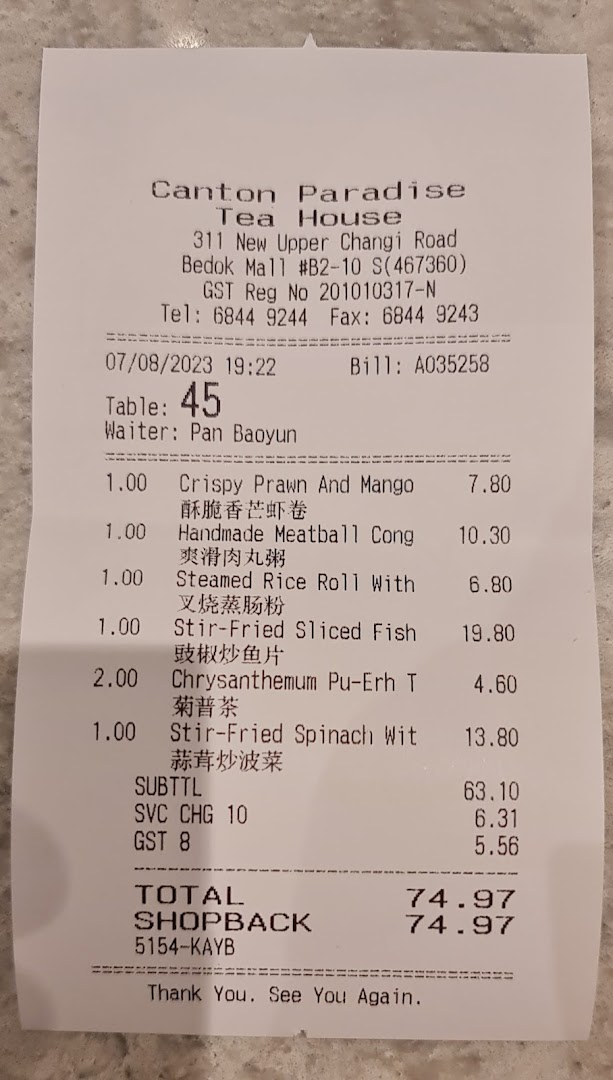 Canton Paradise
Tea House
311 New Upper Changi Road
Bedok Mall #B2-10 S(467360)
GST Reg No 201010317-N
Tel: 6844 9244 Fax: 6844 9243
07/08/2023 19:22 Bill: A035258
Table: 45
Waiter: Pan Baoyun
1.00 Crispy Prawn And Mango 7.80
酥脆香芒虾卷
1.00 Handmade Meatball Cong 10.30
爽滑肉丸粥
1.00 Steamed Rice Roll With 6.80
叉烧蒸肠粉
1.00 Stir-Fried Sliced Fish 19.80
豉椒炒鱼片
2.00 Chrysanthemum Pu-Erh T 4.60
菊普茶
1.00 Stir-Fried Spinach Wit 13.80
蒜茸炒波菜
SUBTTL 63.10
SVC CHG 10 6.31
GST 8 5.56
TOTAL 74.97
SHOPBACK 74.97
5154-KAYB
Thank You. See You Again.